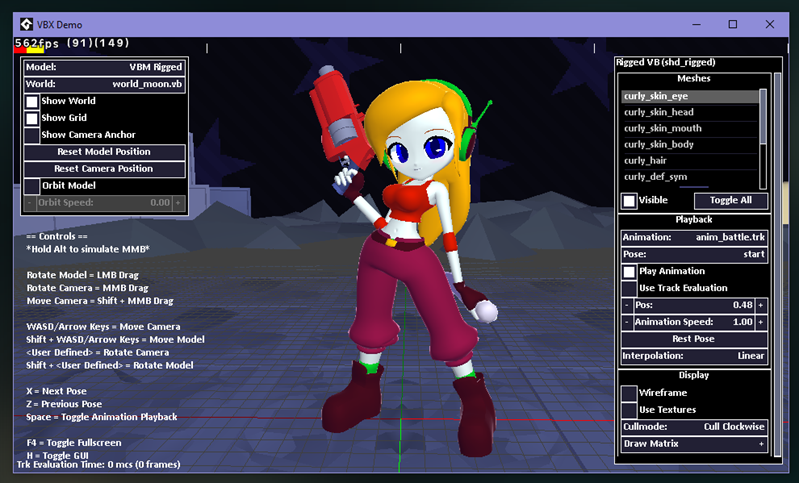 VBX Demo
562fps (91)(149)
Model: VBM Rigged
World: world_moon.vb
Show World
Show Grid
Show Camera Anchor
Reset Model Position
Reset Camera Position
Orbit Model
- Orbit Speed: 0.00 +
== Controls ==
*Hold Alt to simulate MMB*
Rotate Model = LMB Drag
Rotate Camera = MMB Drag
Move Camera = Shift + MMB Drag
WASD/Arrow Keys = Move Camera
Shift + WASD/Arrow Keys = Move Model
<User Defined> = Rotate Camera
Shift + <User Defined> = Rotate Model
X = Next Pose
Z = Previous Pose
Space = Toggle Animation Playback
F4 = Toggle Fullscreen
H = Toggle GUI
Trk Evaluation Time: 0 mcs (0 frames)
Rigged VB (shd_rigged)
Meshes
curly_skin_eye
curly_skin_head
curly_skin_mouth
curly_skin_body
curly_hair
curly_def_sym
Visible Toggle All
Playback
Animation: anim_battle.trk
Pose: start
Play Animation
Use Track Evaluation
- Pos: 0.48 +
- Animation Speed: 1.00 +
Rest Pose
Interpolation: Linear
Display
Wireframe
Use Textures
Cullmode: Cull Clockwise
Draw Matrix +